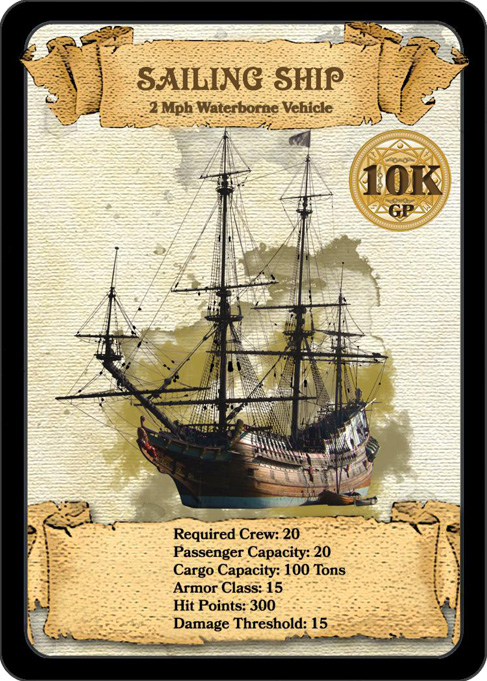 SAILING SHIP
2 Mph Waterborne Vehicle
10K
GP
Required Crew: 20
Passenger Capacity: 20
Cargo Capacity: 100 Tons
Armor Class: 15
Hit Points: 300
Damage Threshold: 15